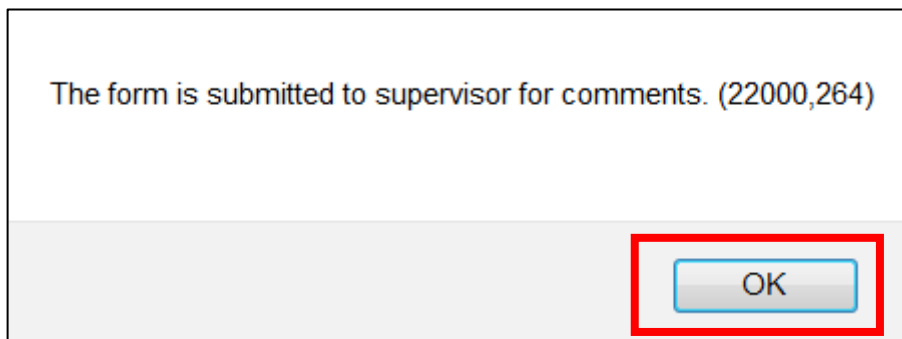 The form is submitted to supervisor for comments. (22000,264)
OK